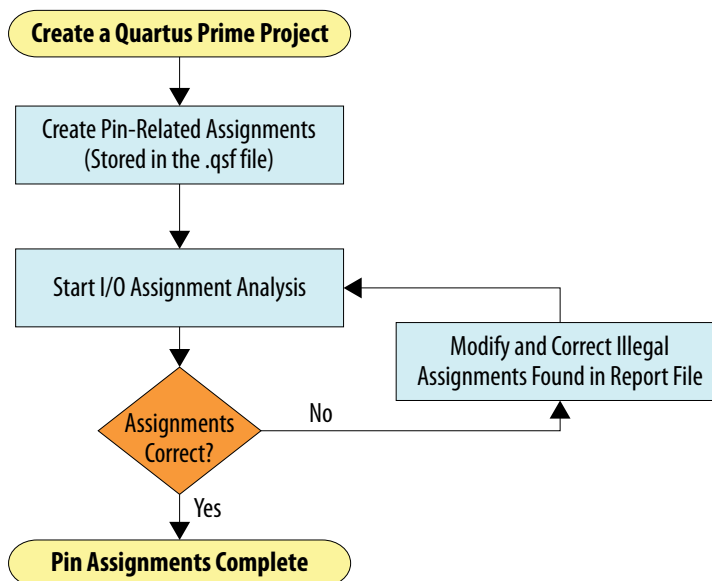 Create a Quartus Prime Project
Create Pin-Related Assignments
(Stored in the .qsf file)
Start I/O Assignment Analysis
Modify and Correct Illegal
Assignments Found in Report File
Assignments
Correct?
No
Yes
Pin Assignments Complete